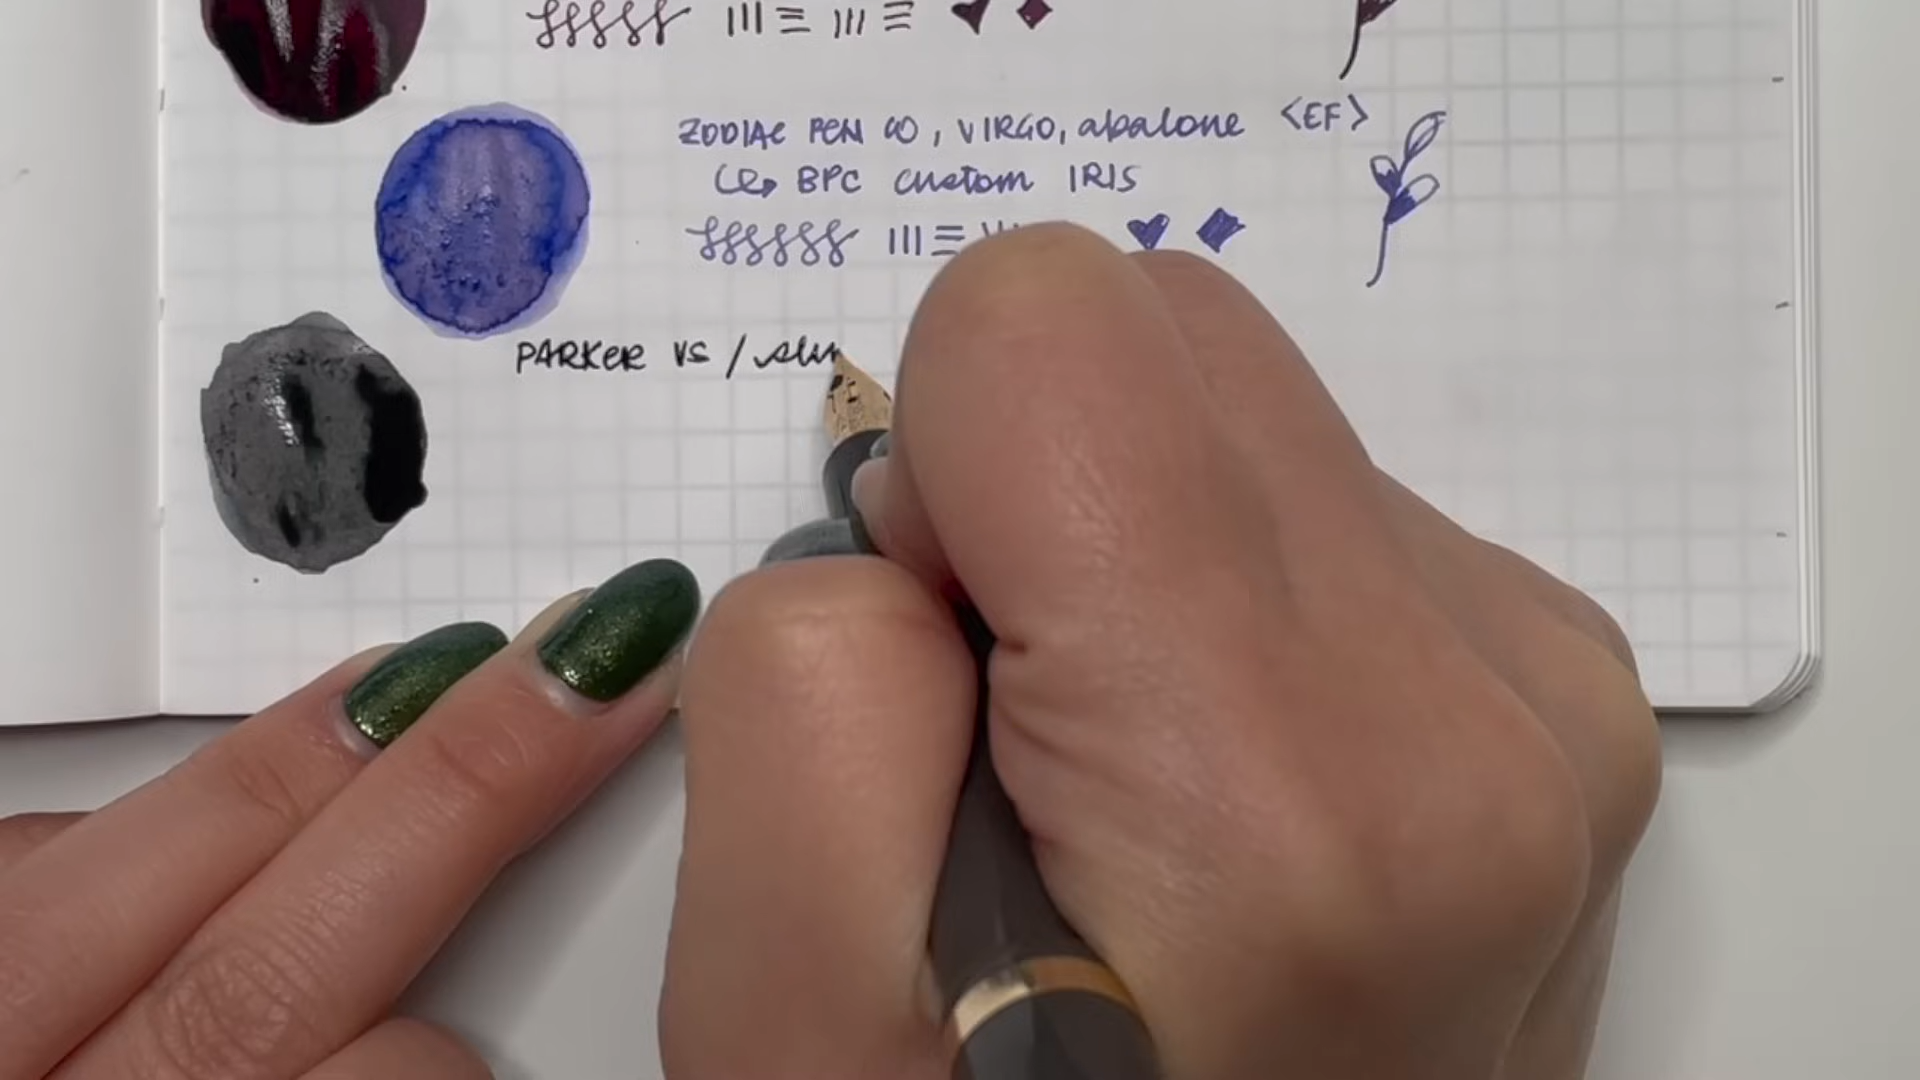 ZODIAC PEN CO, VIRGO, abalone <EF>
BPC custom IRIS
PARKER VS /